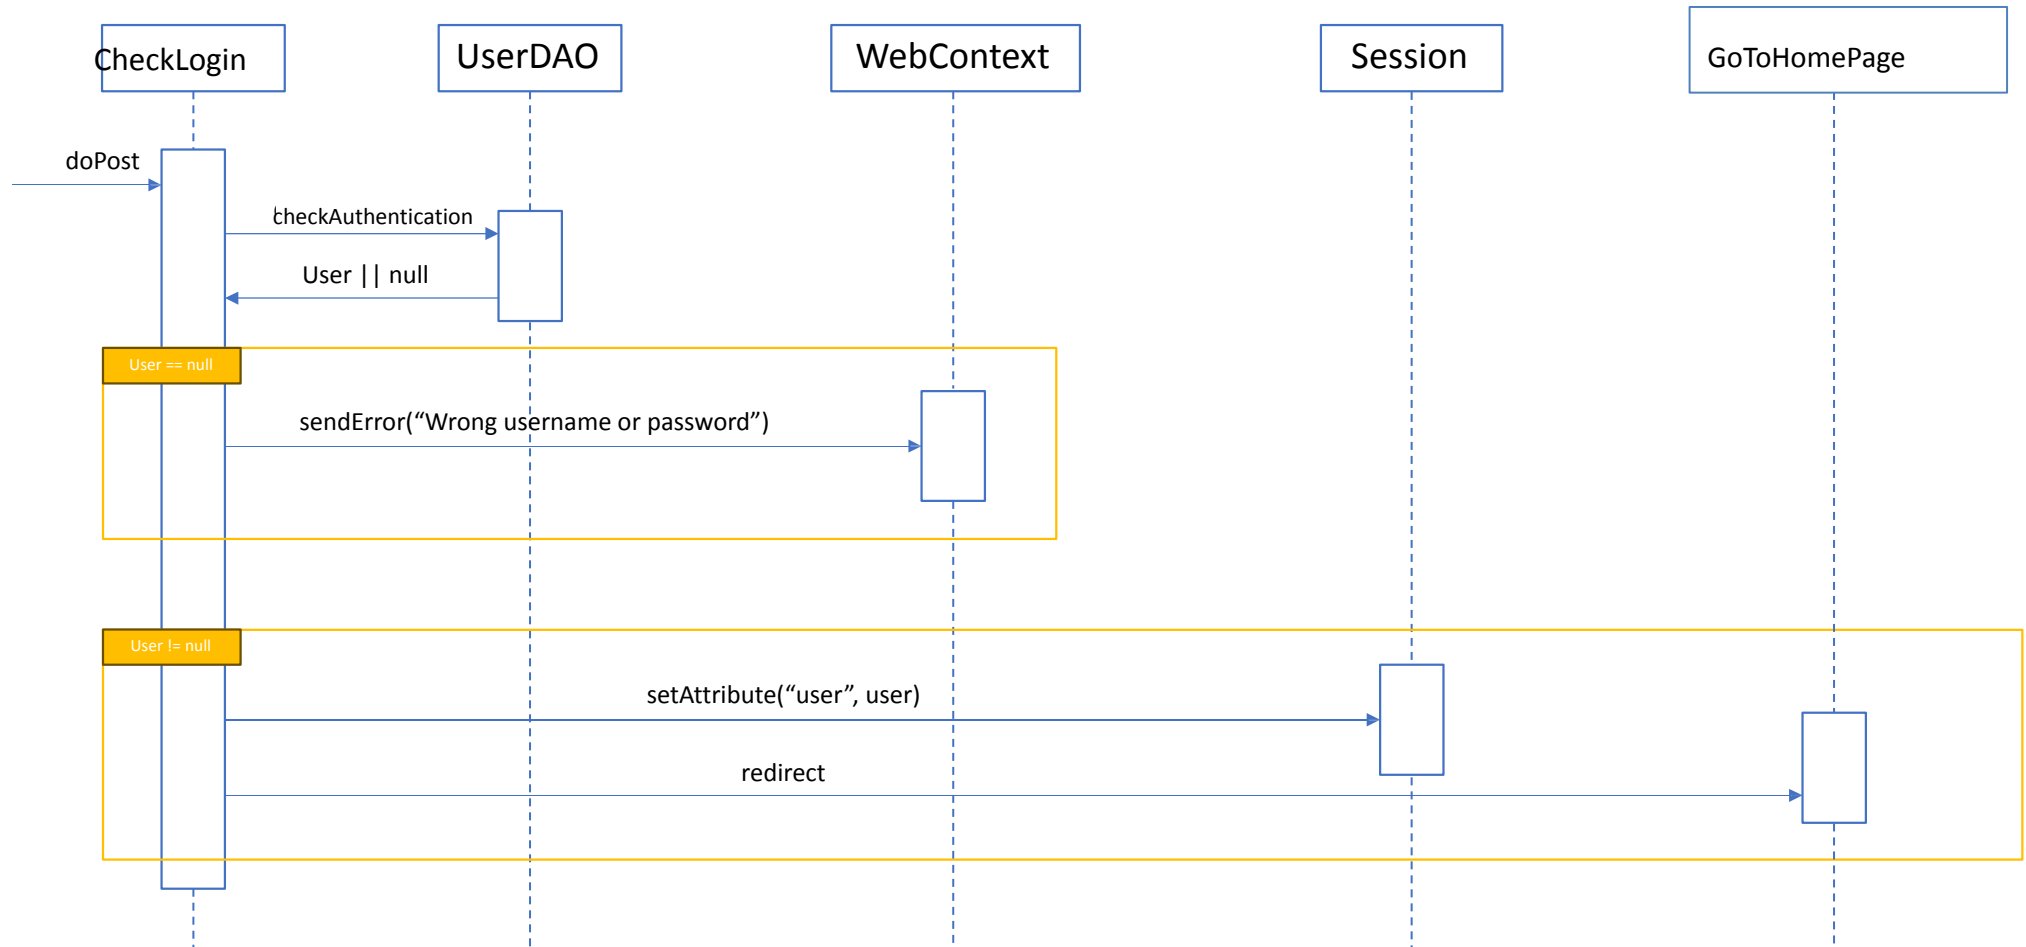 CheckLogin
UserDAO
WebContext
Session
GoToHomePage
doPost
checkAuthentication
User || null
User == null
sendError(“Wrong username or password”)
User != null
setAttribute(“user”, user)
redirect